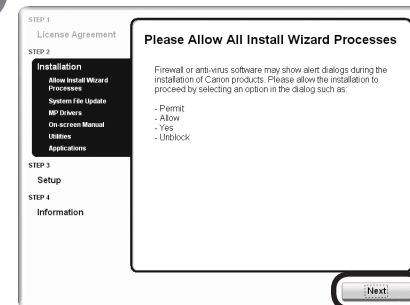 STEP 1
License Agreement
STEP 2
Installation
Allow Install Wizard
Processes
System File Update
MP Drivers
On-screen Manual
Utilities
Applications
STEP 3
Setup
STEP 4
Information
Please Allow All Install Wizard Processes
Firewall or anti-virus software may show alert dialogs during the
installation of Canon products. Please allow the installation to
proceed by selecting an option in the dialog such as:
- Permit
- Allow
- Yes
- Unblock
Next